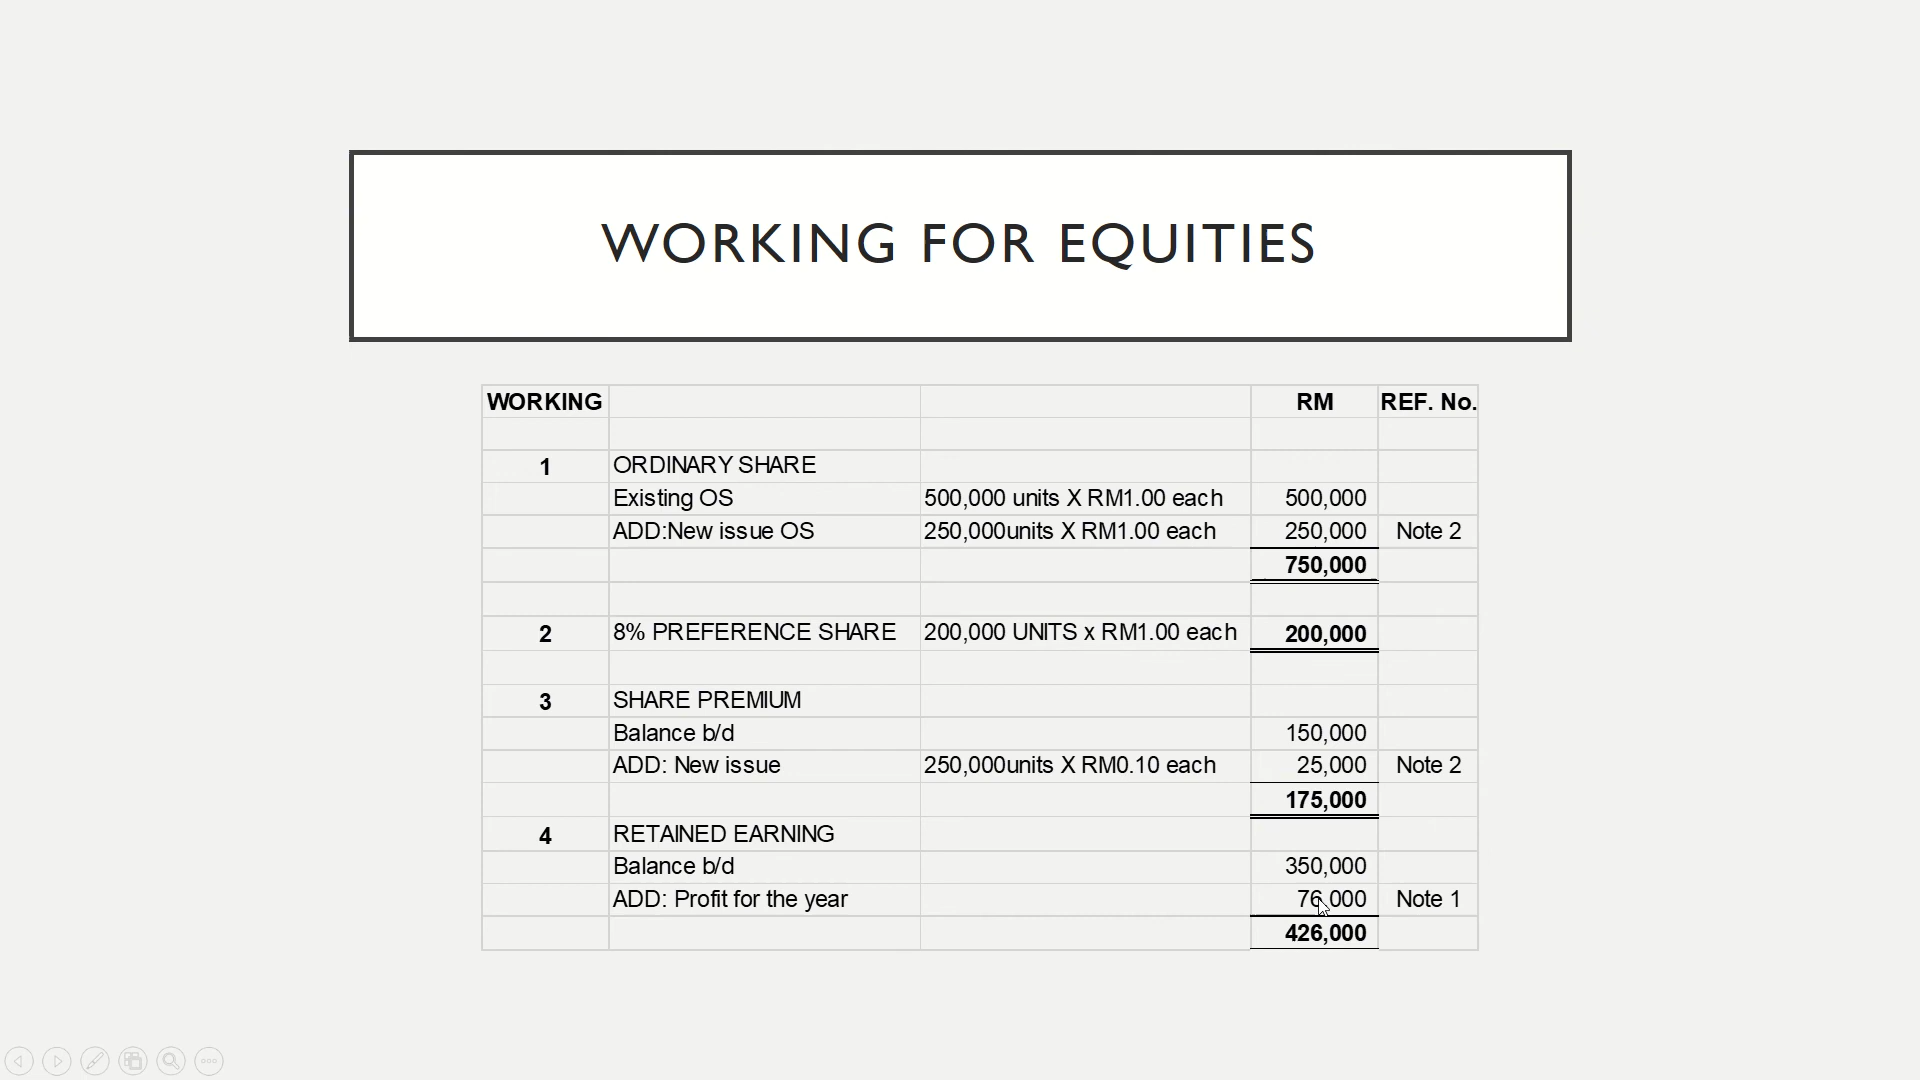 WORKING FOR EQUITIES
WORKING RM REF. No.
1 ORDINARY SHARE
Existing OS 500,000 units X RM1.00 each 500,000
ADD:New issue OS 250,000units X RM1.00 each 250,000 Note 2
750,000
2 8% PREFERENCE SHARE 200,000 UNITS x RM1.00 each 200,000
3 SHARE PREMIUM
Balance b/d 150,000
ADD: New issue 250,000units X RM0.10 each 25,000 Note 2
175,000
4 RETAINED EARNING
Balance b/d 350,000
ADD: Profit for the year 76,000 Note 1
426,000